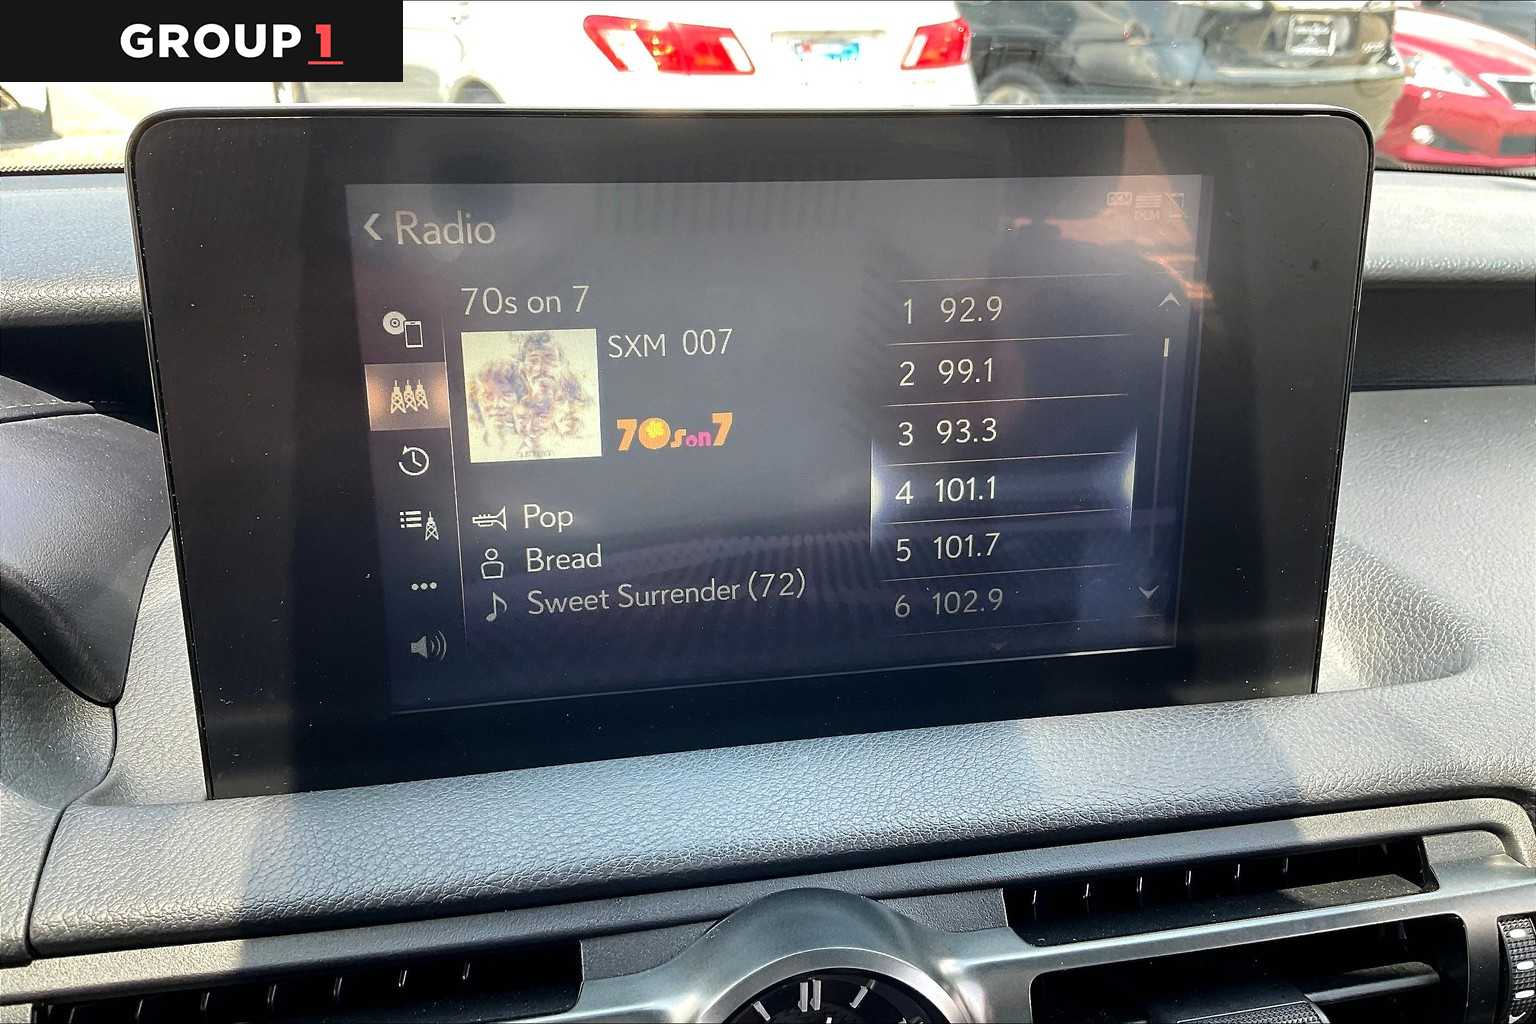 GROUP 1
Radio
70s on 7
SXM 007
70s on 7
Pop
Bread
Sweet Surrender (72)
1 92.9
2 99.1
3 93.3
4 101.1
5 101.7
6 102.9